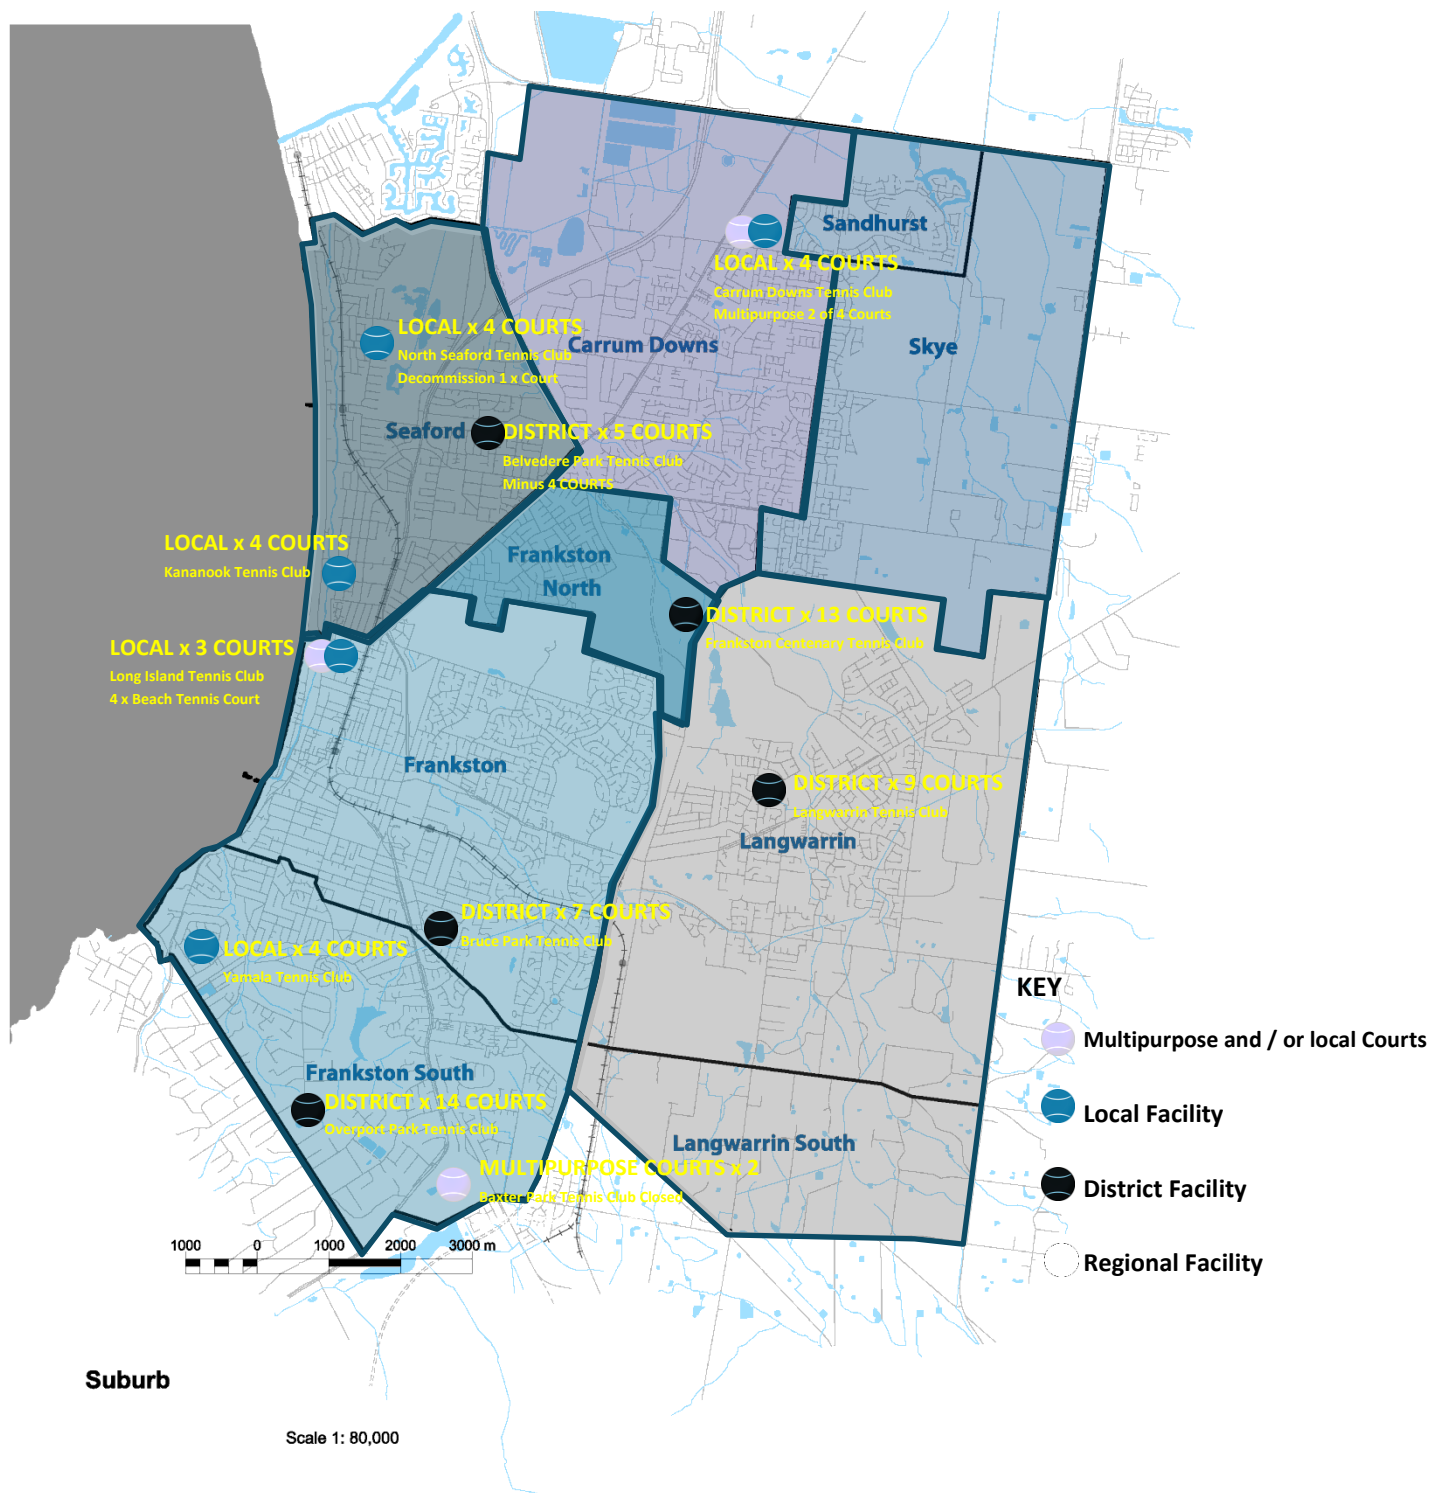 Sandhurst
LOCAL x 4 COURTS
Carrum Downs Tennis Club
Multipurpose 2 of 4 Courts
LOCAL x 4 COURTS
North Seaford Tennis Club
Decommission 1 x Court
Carrum Downs
Skye
Seaford
DISTRICT x 5 COURTS
Belvedere Park Tennis Club
Minus 4 COURTS
LOCAL x 4 COURTS
Kananook Tennis Club
Frankston
North
DISTRICT x 13 COURTS
Frankston Centenary Tennis Club
LOCAL x 3 COURTS
Long Island Tennis Club
4 x Beach Tennis Court
Frankston
DISTRICT x 9 COURTS
Langwarrin Tennis Club
Langwarrin
DISTRICT x 7 COURTS
Bruce Park Tennis Club
LOCAL x 4 COURTS
Yamala Tennis Club
Frankston South
DISTRICT x 14 COURTS
Overport Park Tennis Club
Langwarrin South
MULTIPURPOSE COURTS x 2
Baxter Park Tennis Club Closed
KEY
Multipurpose and / or local Courts
Local Facility
District Facility
Regional Facility
1000 0 1000 2000 3000 m
Suburb
Scale 1: 80,000